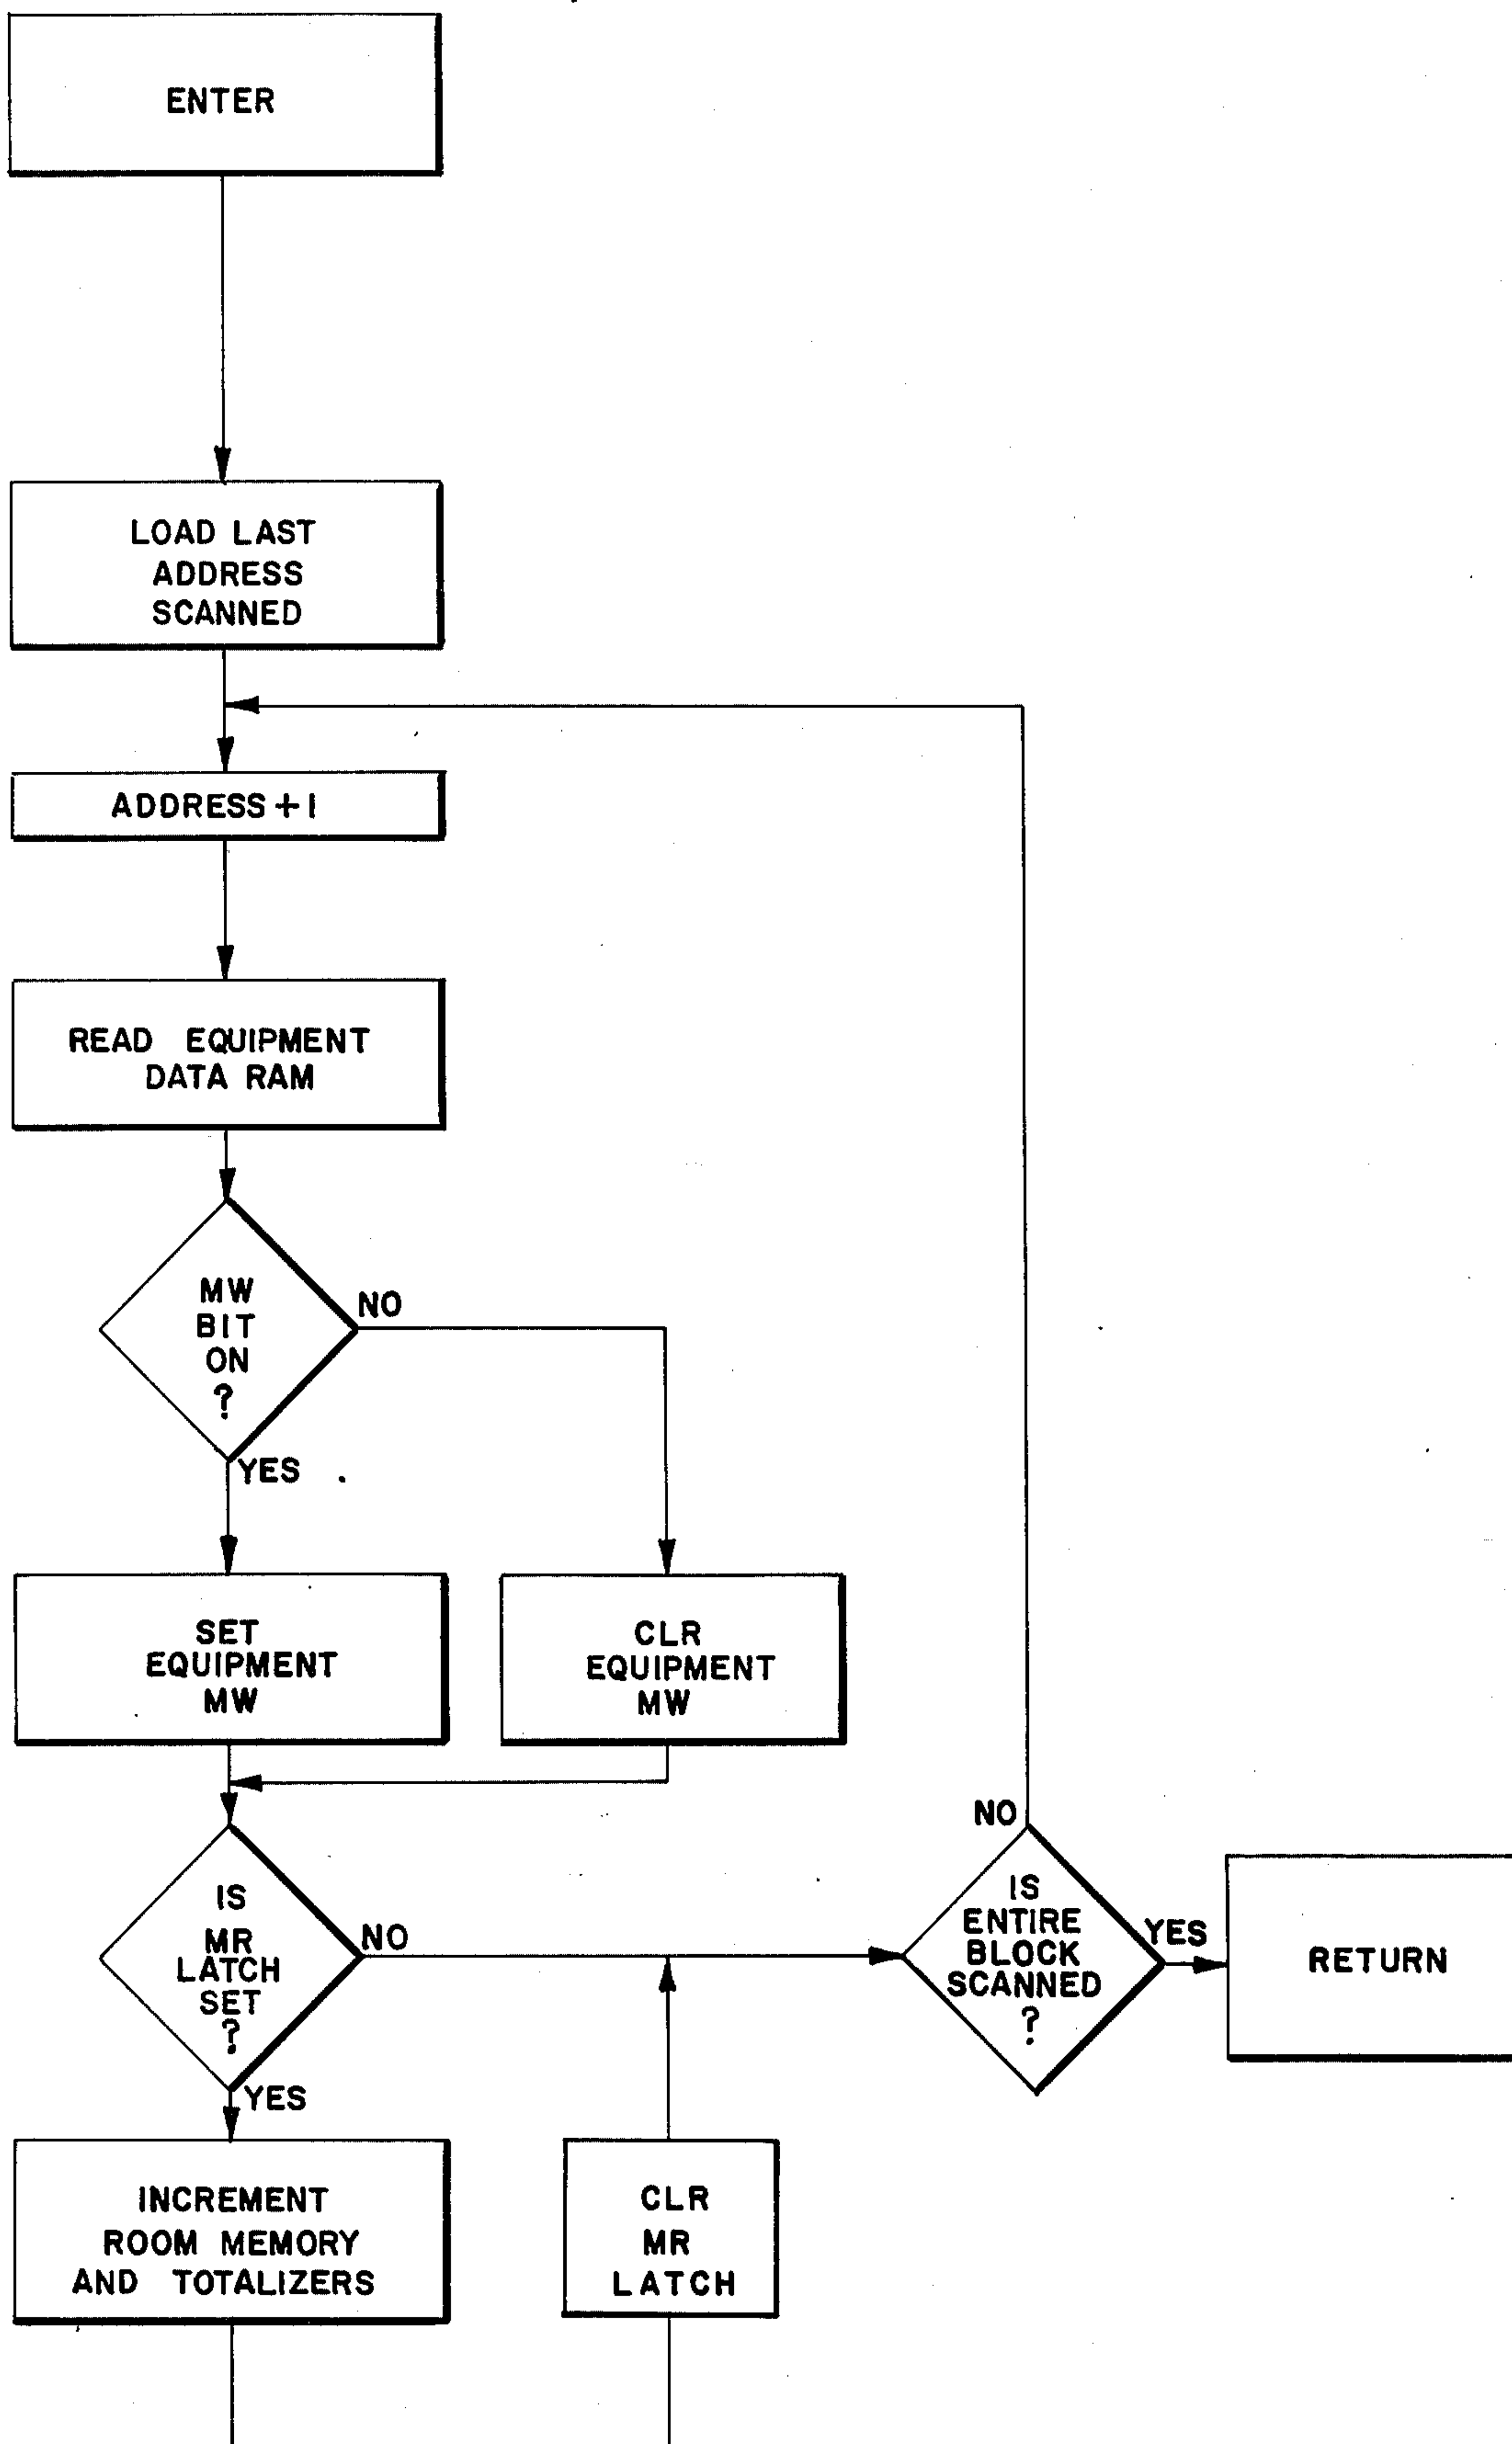 ENTER
LOAD LAST
ADDRESS
SCANNED
ADDRESS + 1
READ EQUIPMENT
DATA RAM
MW
BIT
ON
?
NO
YES
SET
EQUIPMENT
MW
CLR
EQUIPMENT
MW
IS
MR
LATCH
SET
?
NO
YES
NO
IS
ENTIRE
BLOCK
SCANNED
?
YES
RETURN
INCREMENT
ROOM MEMORY
AND TOTALIZERS
CLR
MR
LATCH